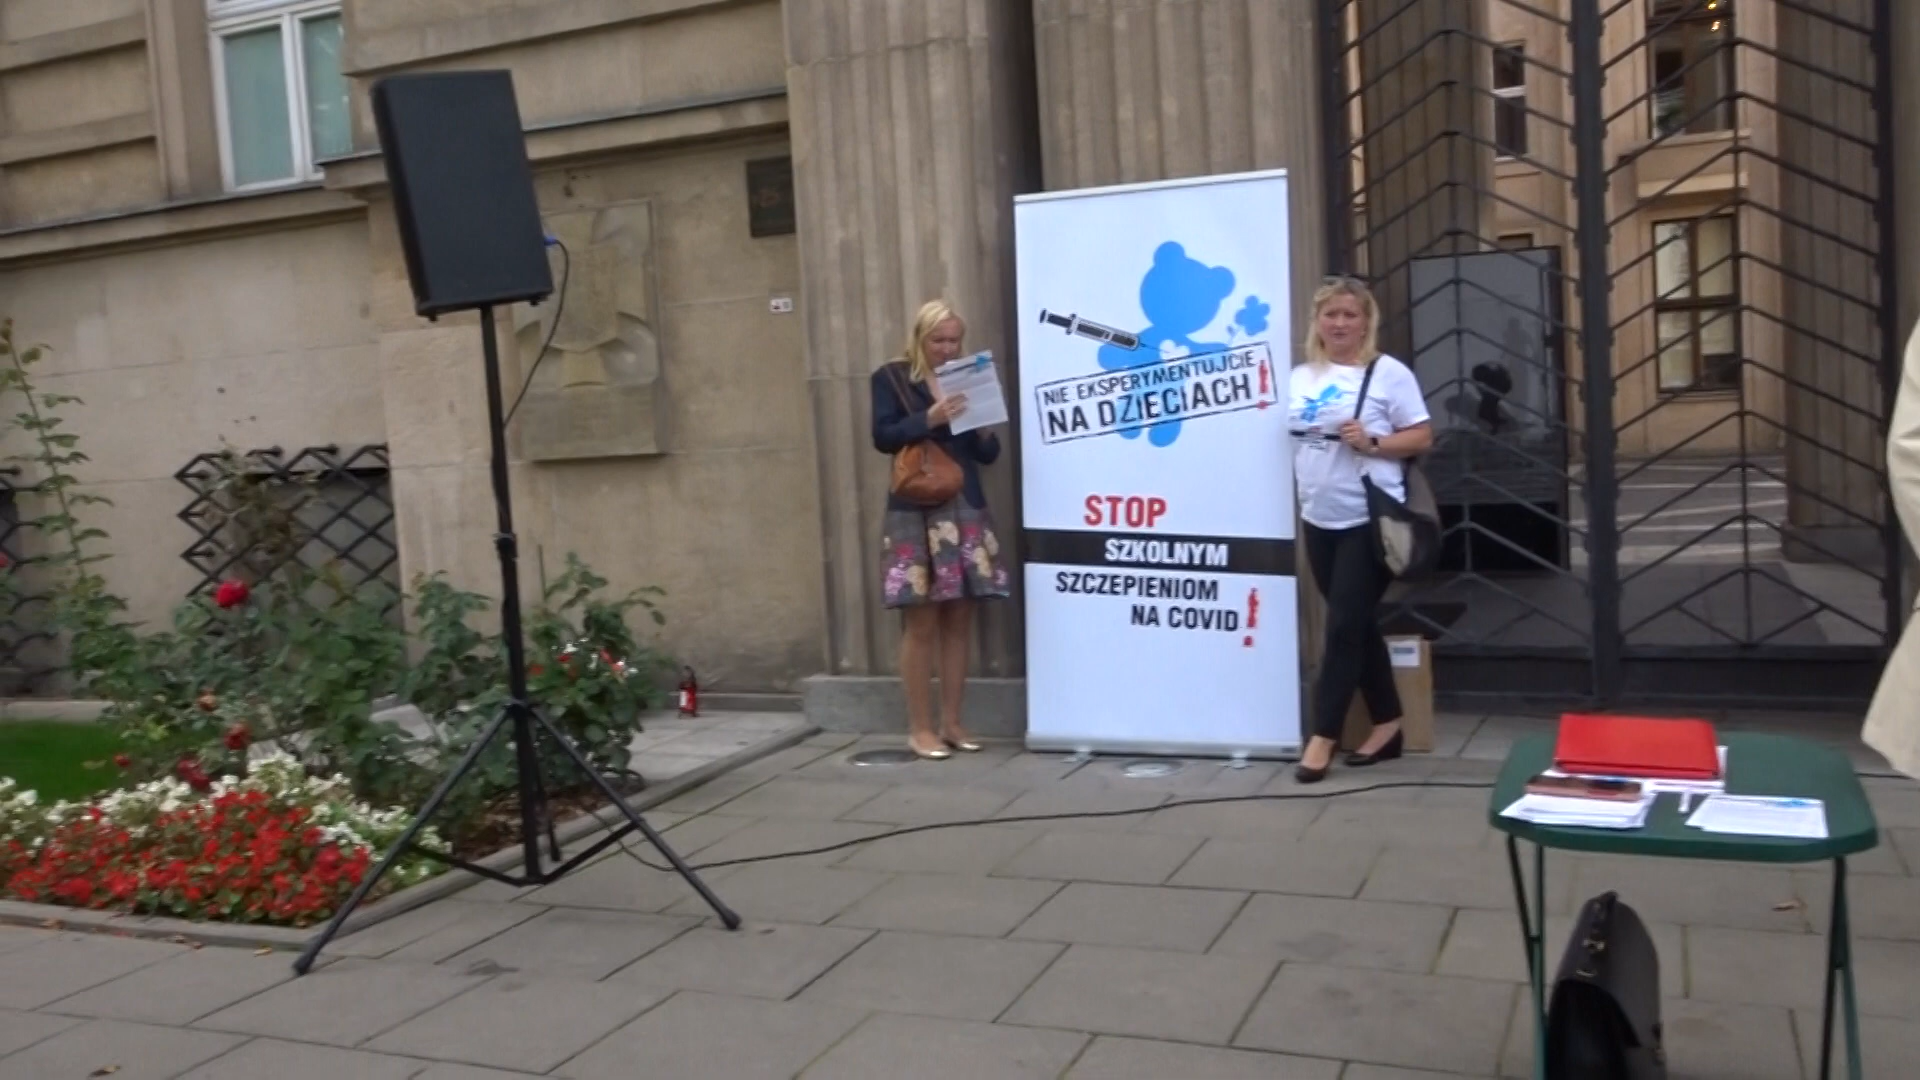 NIE EKSPERYMENTUJCIE
NA DZIECIACH!
STOP
SZKOLNYM
SZCZEPIENIOM
NA COVID!